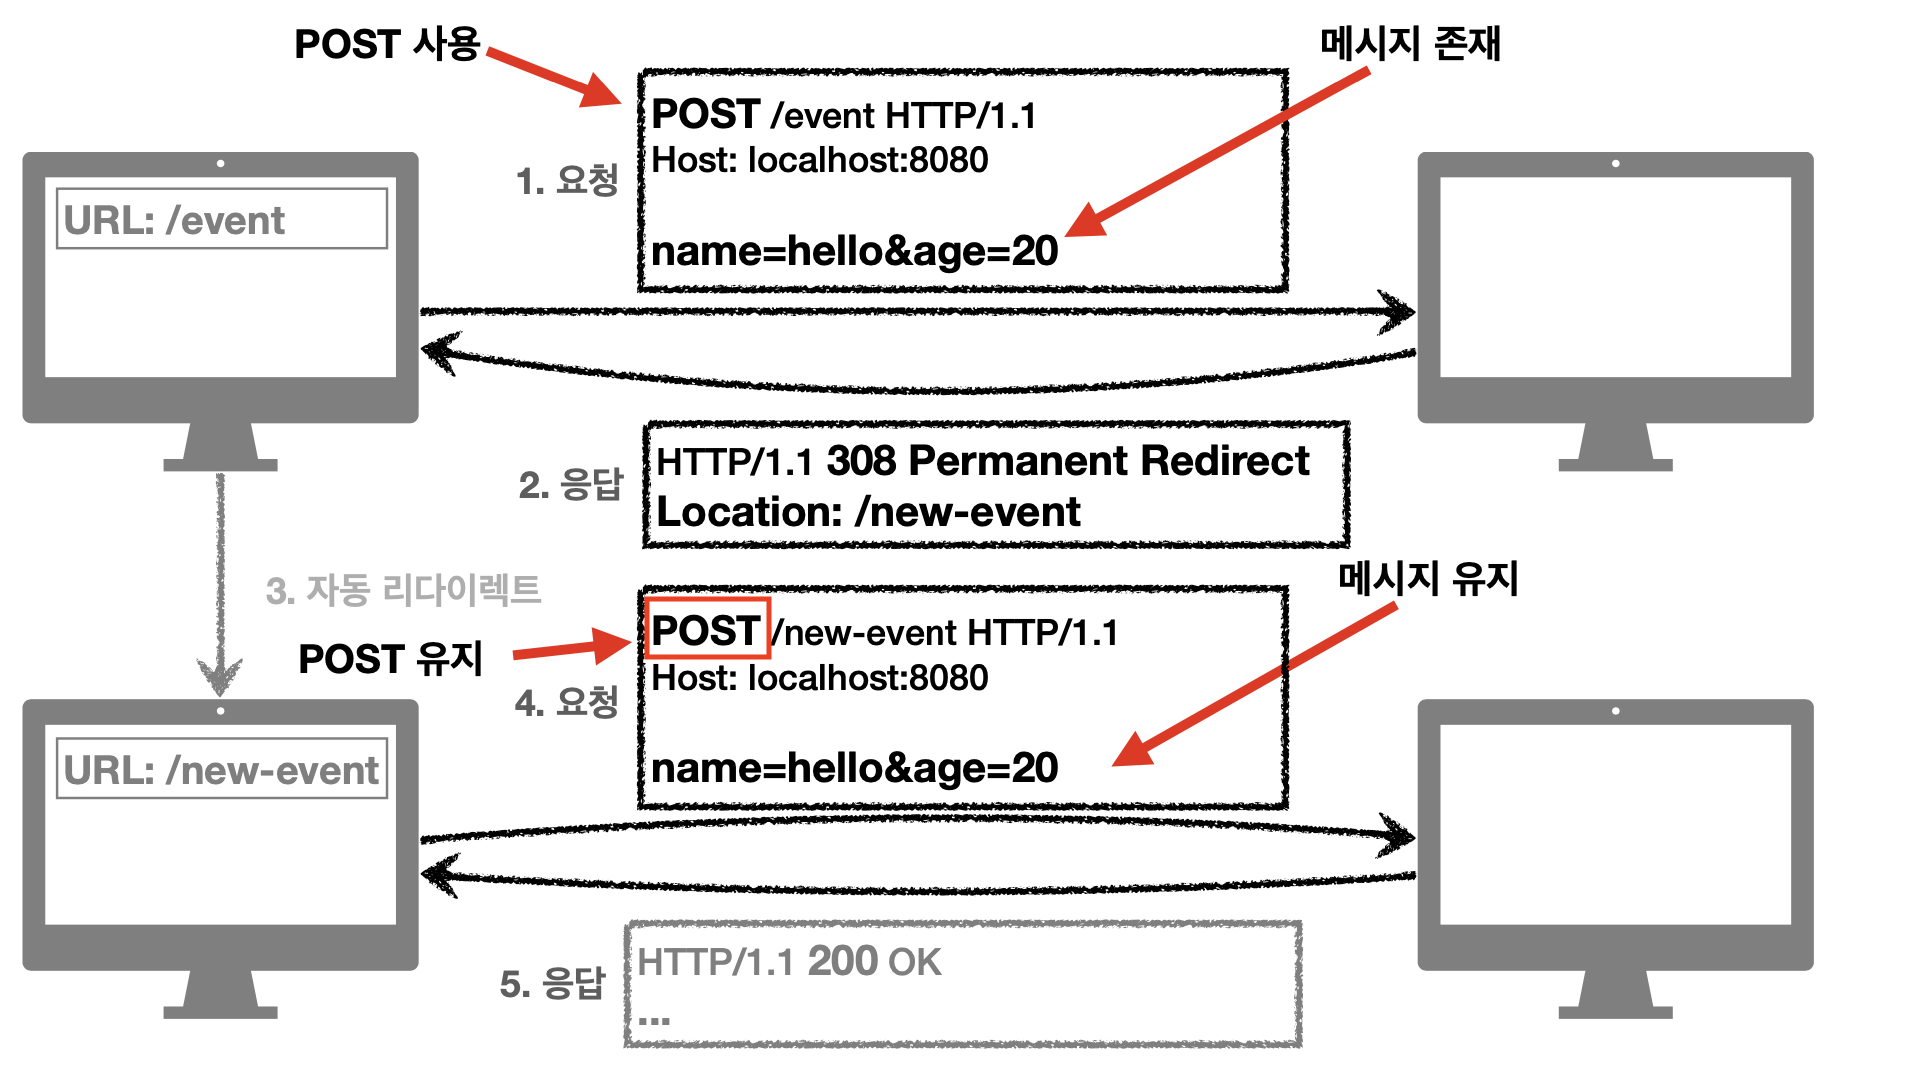 POST 사용
메시지 존재
POST /event HTTP/1.1
Host: localhost:8080
name=hello&age=20
1. 요청
URL: /event
2. 응답
HTTP/1.1 308 Permanent Redirect
Location: /new-event
3. 자동 리다이렉트
메시지 유지
POST 유지
POST /new-event HTTP/1.1
Host: localhost:8080
name=hello&age=20
4. 요청
URL: /new-event
5. 응답
HTTP/1.1 200 OK
...